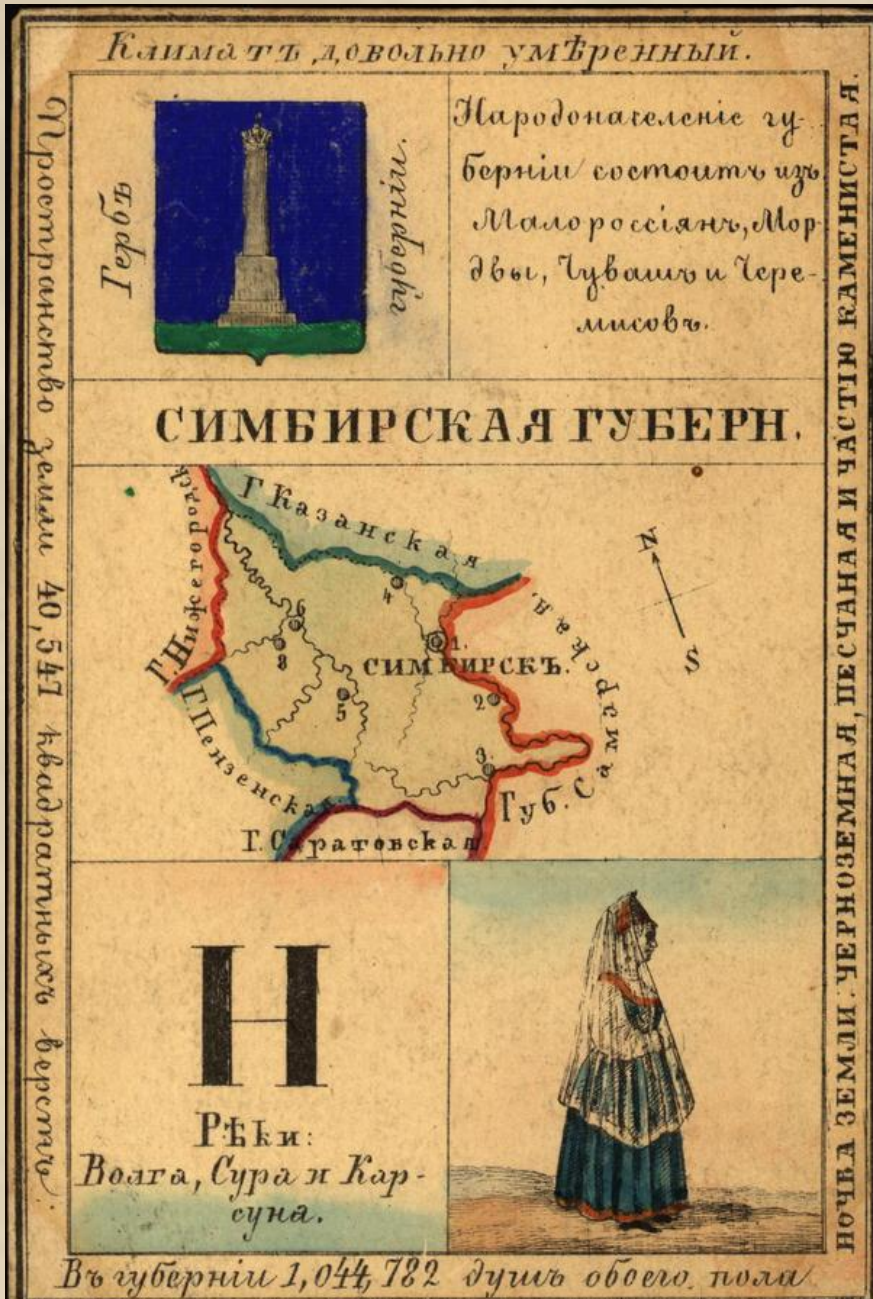 Климатъ довольно умѣренный.
Пространство земли 40,547 квадратныхъ верстъ.
Гербъ
губерніи.
Народонаселеніе гу-
берніи состоитъ изъ
Малороссіянъ, Мор-
двы, Чувашъ и Чере-
мисовъ.
ПОЧВА ЗЕМЛИ: ЧЕРНОЗЕМНАЯ, ПЕСЧАНАЯ И ЧАСТІЮ КАМЕНИСТАЯ.
СИМБИРСКАЯ ГУБЕРН.
Г. Казанская
Г. Нижегородск.
N
S
4
6
1.
8
СИМБИРСКЪ.
5
2
3.
Г. Пензенская
Губ. Самарская.
Г. Саратовская
Н
Рѣки:
Волга, Сура и Кар-
суна.
Въ губерніи 1,044,782 душъ обоего пола